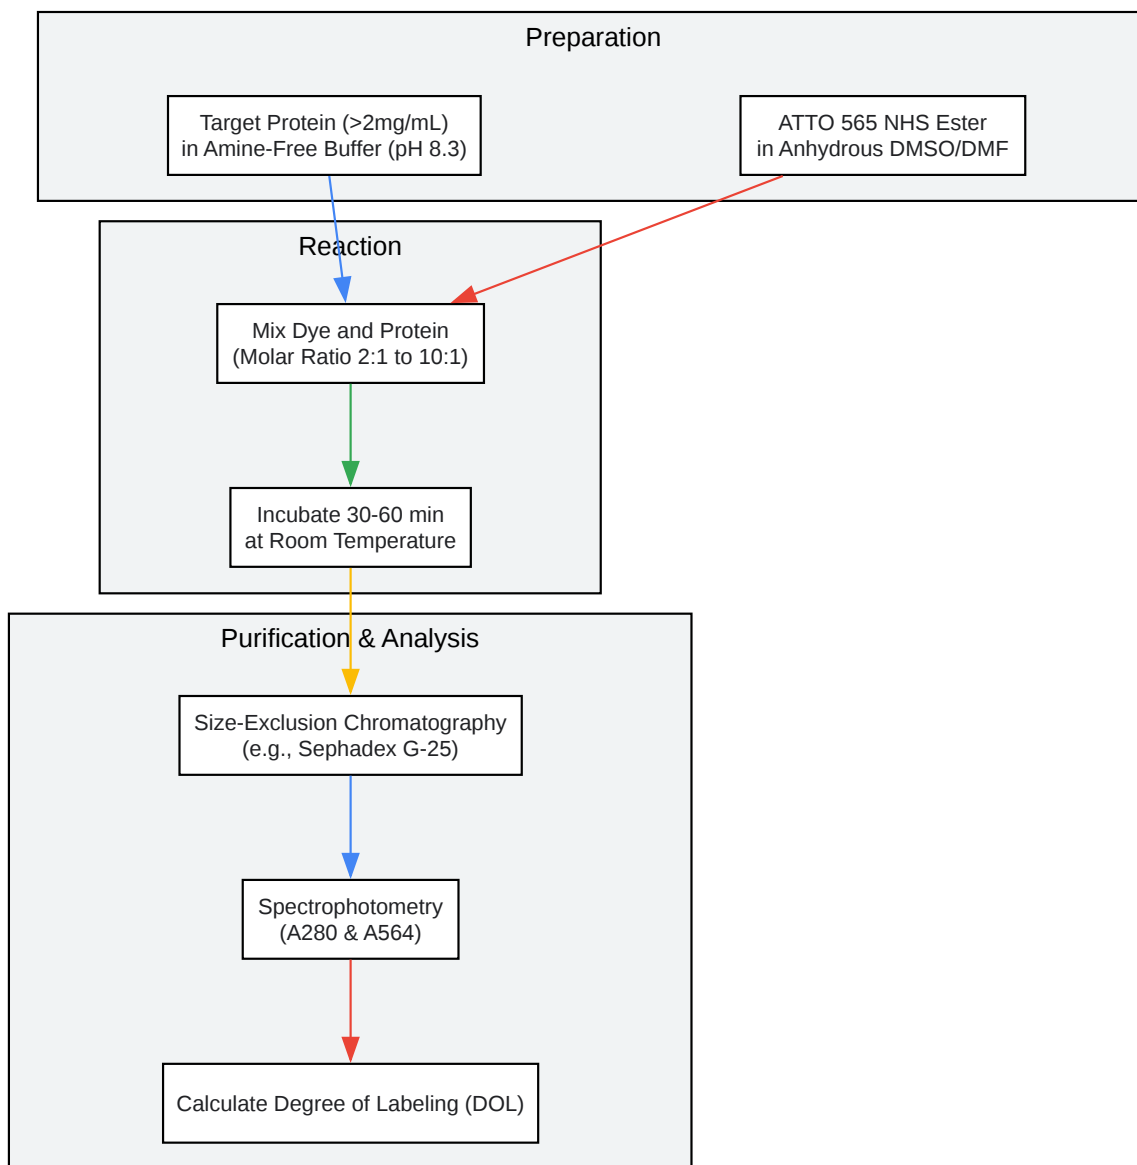 Preparation
Target Protein (>2mg/mL)
in Amine-Free Buffer (pH 8.3)
ATTO 565 NHS Ester
in Anhydrous DMSO/DMF
Reaction
Mix Dye and Protein
(Molar Ratio 2:1 to 10:1)
Incubate 30-60 min
at Room Temperature
Purification & Analysis
Size-Exclusion Chromatography
(e.g., Sephadex G-25)
Spectrophotometry
(A280 & A564)
Calculate Degree of Labeling (DOL)